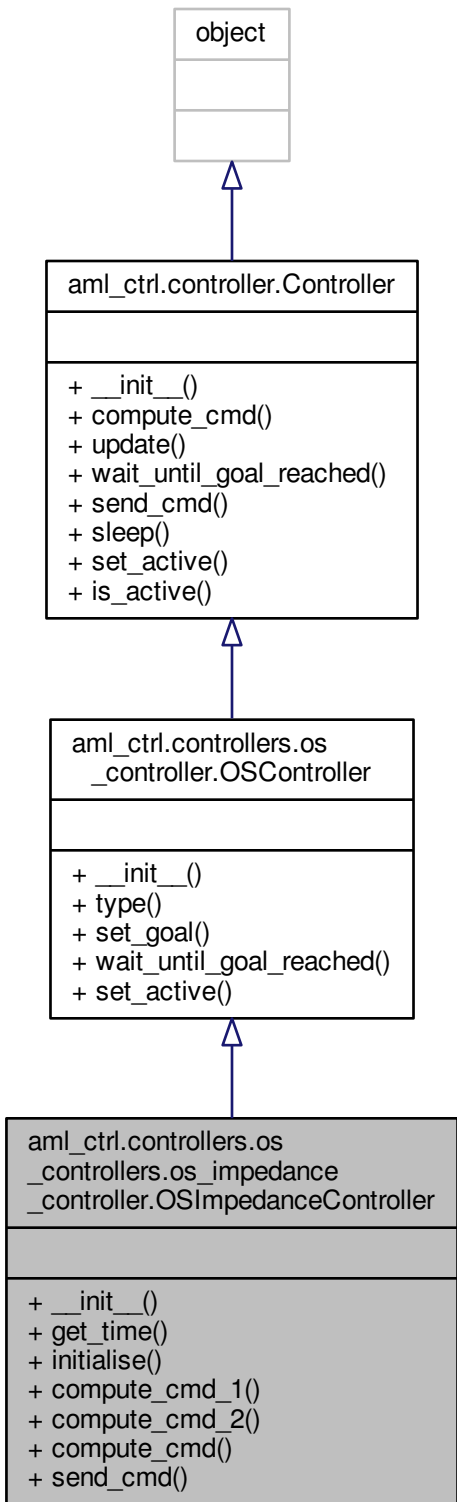 object
aml_ctrl.controller.Controller
+ __init__()
+ compute_cmd()
+ update()
+ wait_until_goal_reached()
+ send_cmd()
+ sleep()
+ set_active()
+ is_active()
aml_ctrl.controllers.os
_controller.OSController
+ __init__()
+ type()
+ set_goal()
+ wait_until_goal_reached()
+ set_active()
aml_ctrl.controllers.os
_controllers.os_impedance
_controller.OSImpedanceController
+ __init__()
+ get_time()
+ initialise()
+ compute_cmd_1()
+ compute_cmd_2()
+ compute_cmd()
+ send_cmd()